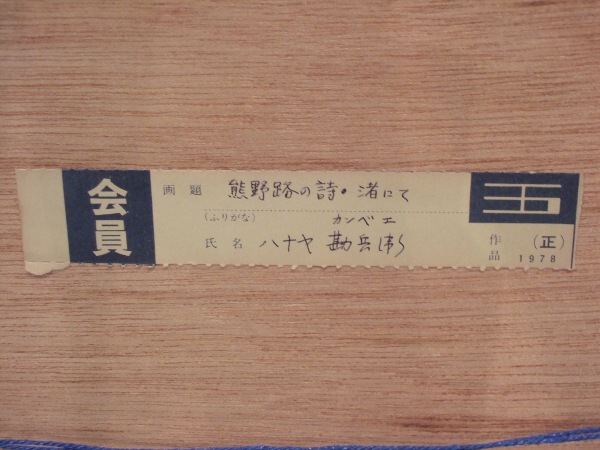 会員
画題 熊野路の詩・渚にて
(ふりがな) カンベエ
氏名 ハナヤ 勘兵衛
作品 (正)
1978